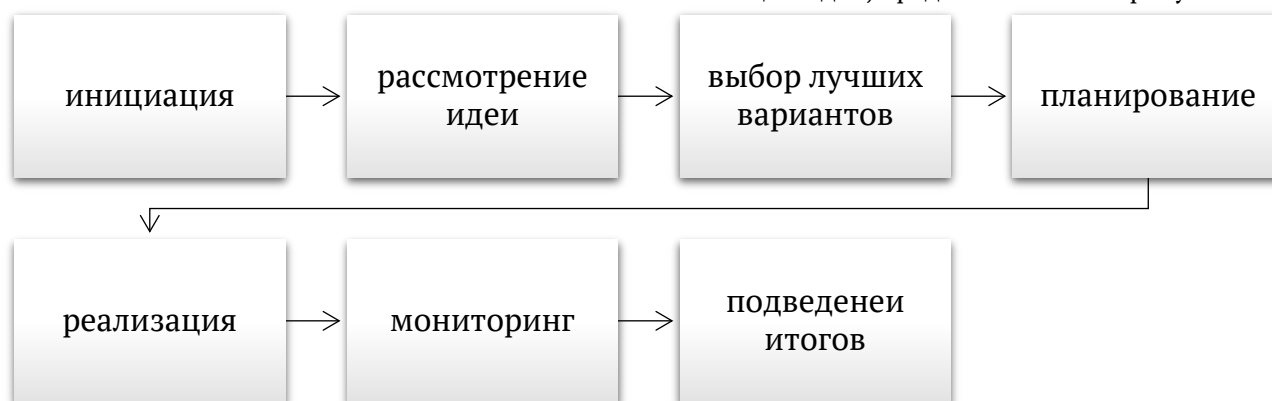 инициация
рассмотрение
идеи
выбор лучших
вариантов
планирование
реализация
мониторинг
подведенеи
итогов